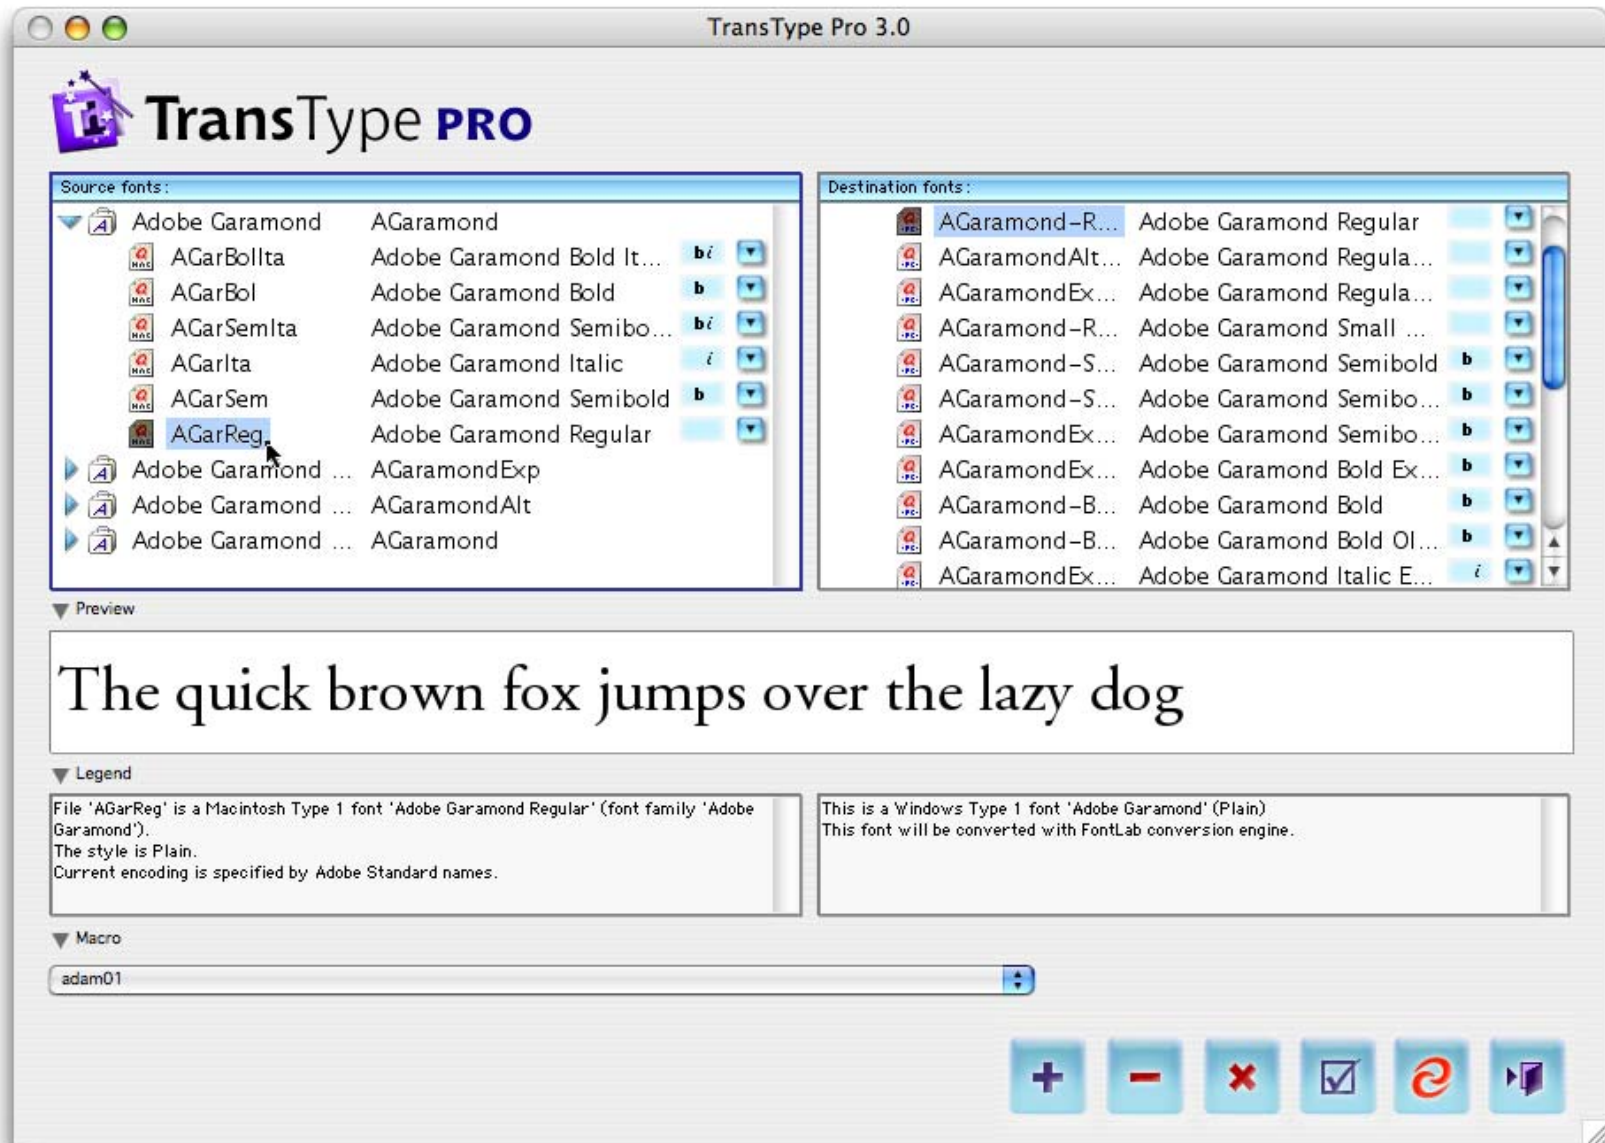 TransType Pro 3.0
TransType PRO
Source fonts:
Adobe Garamond AGaramond
AGarBolIta Adobe Garamond Bold It... bi
AGarBol Adobe Garamond Bold b
AGarSemIta Adobe Garamond Semibo... bi
AGarIta Adobe Garamond Italic i
AGarSem Adobe Garamond Semibold b
AGarReg Adobe Garamond Regular
Adobe Garamond ... AGaramondExp
Adobe Garamond ... AGaramondAlt
Adobe Garamond ... AGaramond
Destination fonts:
AGaramond-R... Adobe Garamond Regular
AGaramondAlt... Adobe Garamond Regula...
AGaramondEx... Adobe Garamond Regula...
AGaramond-R... Adobe Garamond Small ...
AGaramond-S... Adobe Garamond Semibold b
AGaramond-S... Adobe Garamond Semibo... b
AGaramondEx... Adobe Garamond Semibo... b
AGaramondEx... Adobe Garamond Bold Ex... b
AGaramond-B... Adobe Garamond Bold b
AGaramond-B... Adobe Garamond Bold Ol... b
AGaramondEx... Adobe Garamond Italic E... i
Preview
The quick brown fox jumps over the lazy dog
Legend
File 'AGarReg' is a Macintosh Type 1 font 'Adobe Garamond Regular' (font family 'Adobe
Garamond').
The style is Plain.
Current encoding is specified by Adobe Standard names.
This is a Windows Type 1 font 'Adobe Garamond' (Plain)
This font will be converted with FontLab conversion engine.
Macro
adam01